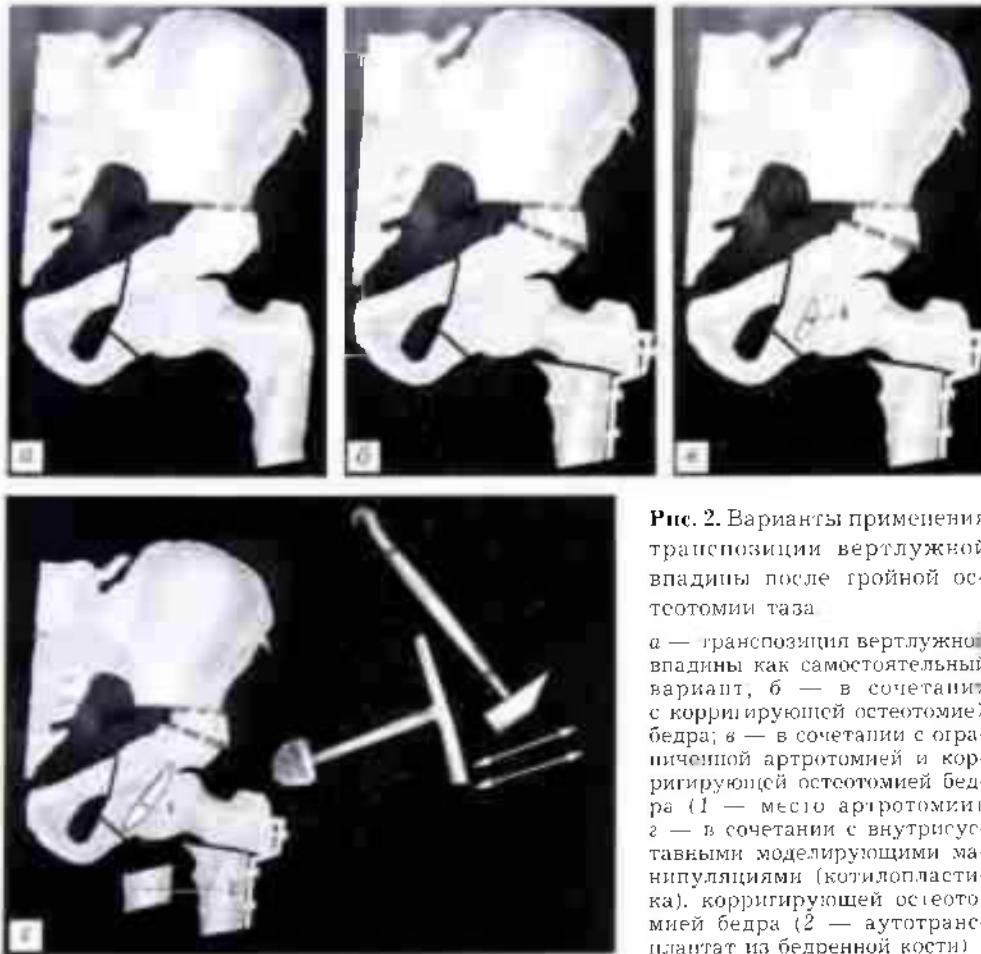 а
б
в
г
Рис. 2. Варианты применения
транспозиции вертлужной
впадины после тройной ос-
теотомии таза
а — транспозиция вертлужной
впадины как самостоятельный
вариант; б — в сочетании
с корригирующей остеотомией
бедра; в — в сочетании с огра-
ниченной артротомией и кор-
ригирующей остеотомией бед-
ра (1 — место артротомии)
г — в сочетании с внутрисус-
тавными моделирующими ма-
нипуляциями (котилопласти-
ка), корригирующей остеото-
мией бедра (2 — аутотранс-
плантат из бедренной кости)